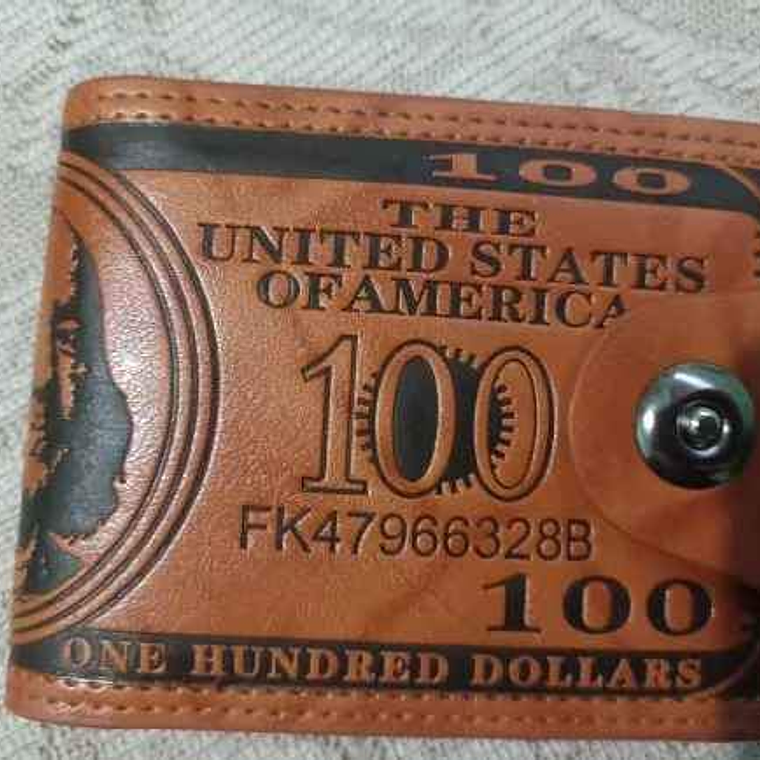 100
THE
UNITED STATES
OFAMERICA
100
FK47966328B
100
ONE HUNDRED DOLLARS